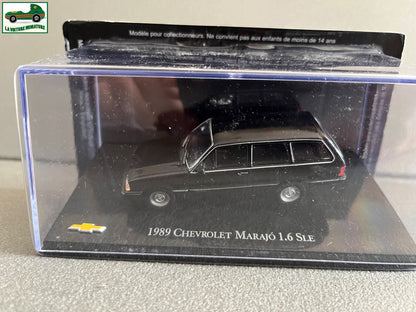 LA VOITURE MINIATURE
Modèle pour collectionneurs. Ne convient pas aux enfants de moins de 14 ans
1989 CHEVROLET MARAJÓ 1.6 SLE